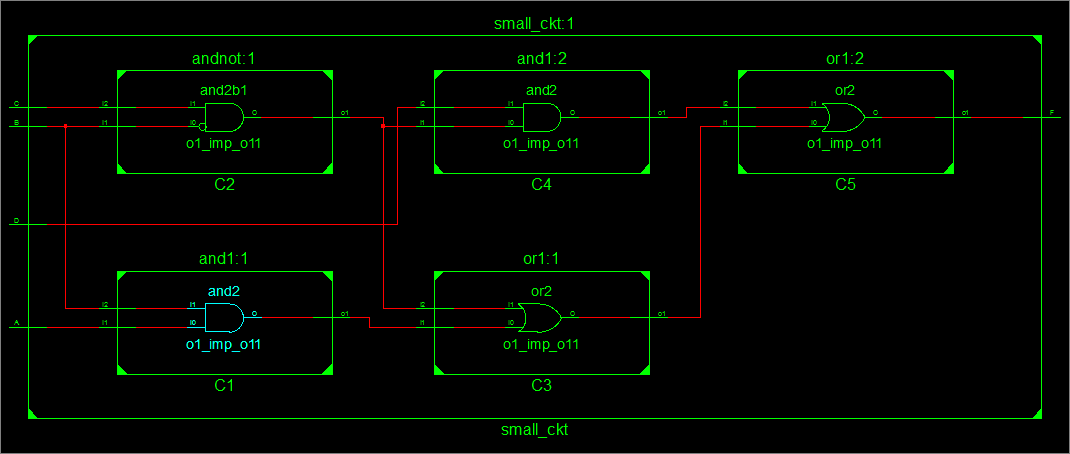 small_ckt:1
andnot:1
and1:2
or1:2
and2b1
and2
or2
C
I2
I1
O
o1
I2
I1
O
o1
I2
I1
O
o1
F
B
I1
I0
I1
I0
I1
I0
o1_imp_o11
o1_imp_o11
o1_imp_o11
C2
C4
C5
D
and1:1
or1:1
and2
or2
I2
I1
O
o1
I2
I1
O
o1
A
I1
I0
I1
I0
o1_imp_o11
o1_imp_o11
C1
C3
small_ckt